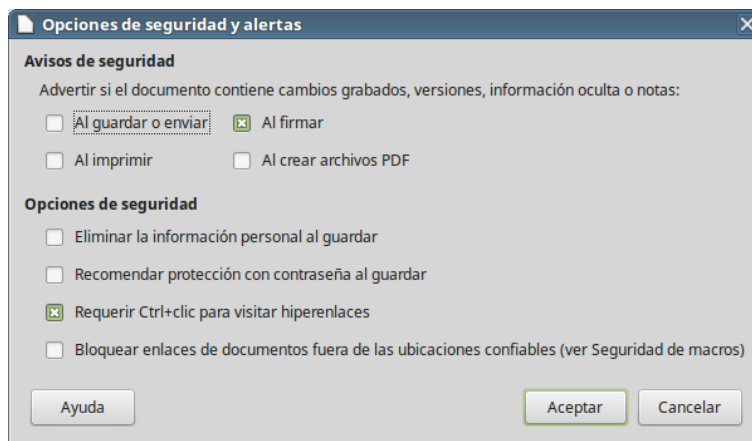 Opciones de seguridad y alertas
Avisos de seguridad
Advertir si el documento contiene cambios grabados, versiones, información oculta o notas:
Al guardar o enviar
Al firmar
Al imprimir
Al crear archivos PDF
Opciones de seguridad
Eliminar la información personal al guardar
Recomendar protección con contraseña al guardar
Requerir Ctrl+clic para visitar hiperenlaces
Bloquear enlaces de documentos fuera de las ubicaciones confiables (ver Seguridad de macros)
Ayuda
Aceptar
Cancelar